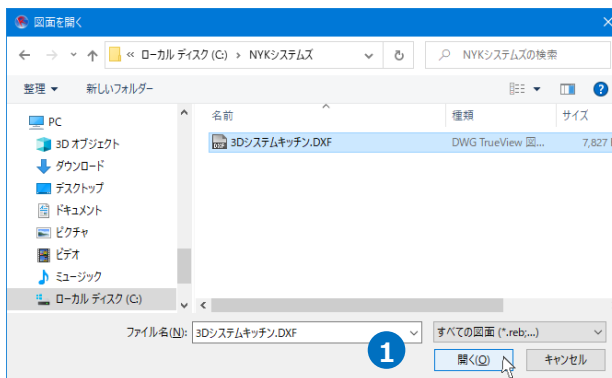 図面を開く
« ローカル ディスク (C:) › NYKシステムズ
NYKシステムズの検索
整理 新しいフォルダー
名前 種類 サイズ
PC
3D オブジェクト
ダウンロード
デスクトップ
ドキュメント
ピクチャ
ビデオ
ミュージック
ローカル ディスク (C:)
DXF 3Dシステムキッチン.DXF DWG TrueView 図... 7,827
ファイル名(N): 3Dシステムキッチン.DXF すべての図面 (*.reb;...)
1
開く(O) キャンセル